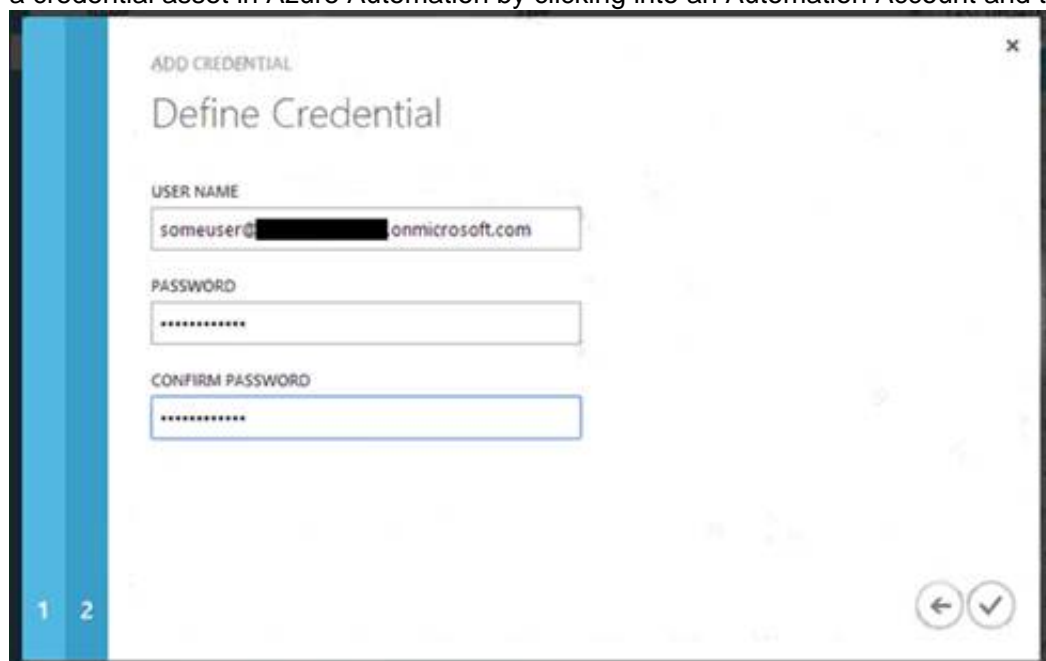 a credential asset in Azure Automation by clicking into an Automation Account and t
ADD CREDENTIAL
Define Credential
USER NAME
someuser@ .onmicrosoft.com
PASSWORD
••••••••••••
CONFIRM PASSWORD
••••••••••••
1 2